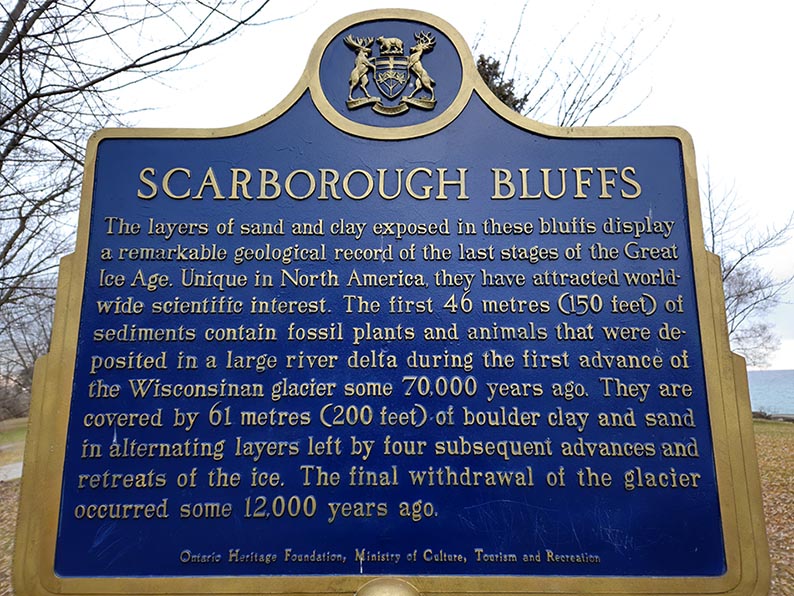 SCARBOROUGH BLUFFS
The layers of sand and clay exposed in these bluffs display
a remarkable geological record of the last stages of the Great
Ice Age. Unique in North America, they have attracted world-
wide scientific interest. The first 46 metres (150 feet) of
sediments contain fossil plants and animals that were de-
posited in a large river delta during the first advance of
the Wisconsinan glacier some 70,000 years ago. They are
covered by 61 metres (200 feet) of boulder clay and sand
in alternating layers left by four subsequent advances and
retreats of the ice. The final withdrawal of the glacier
occurred some 12,000 years ago.
Ontario Heritage Foundation, Ministry of Culture, Tourism and Recreation